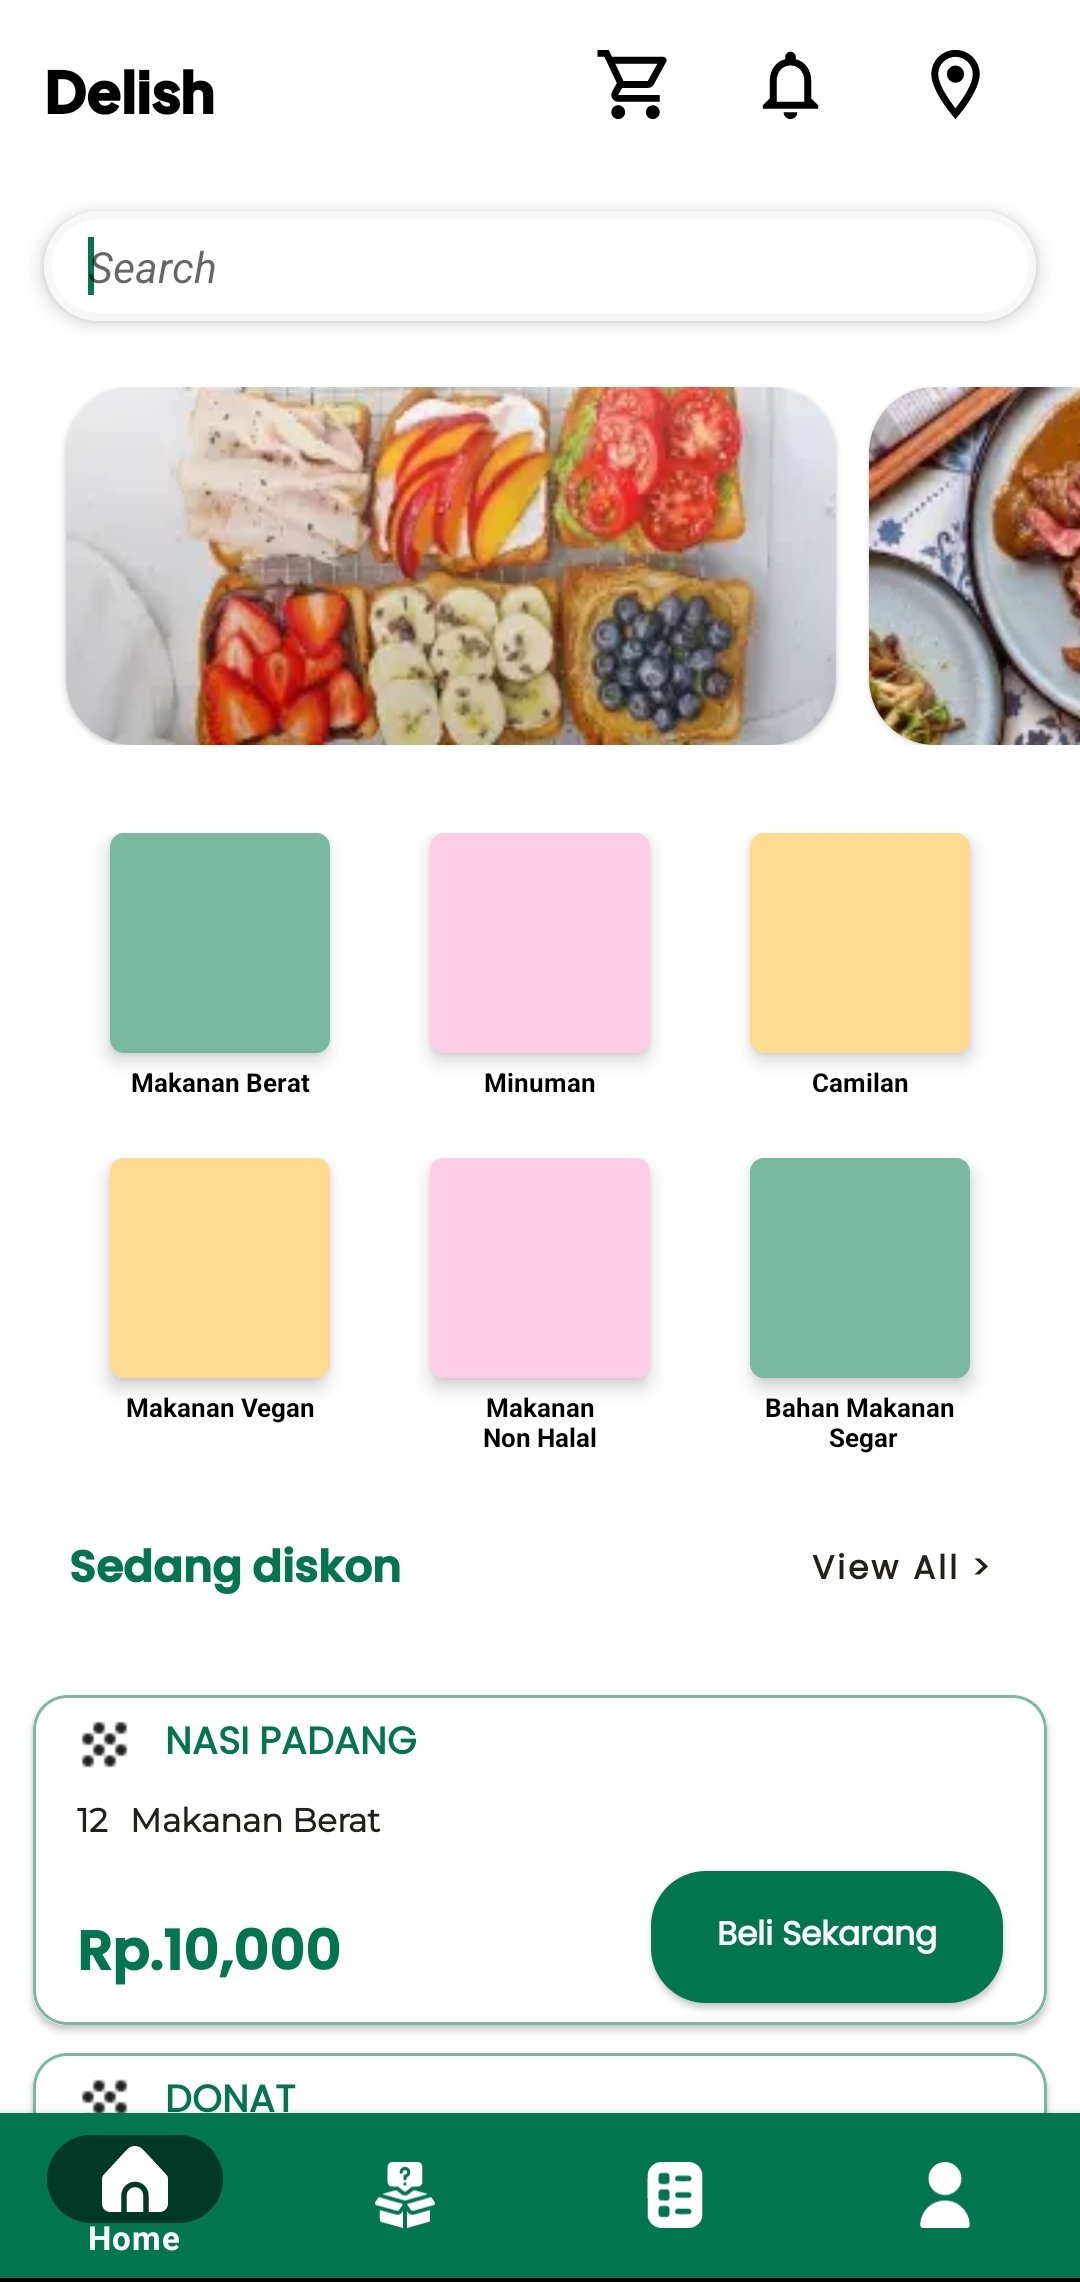 Delish
Search
Makanan Berat
Minuman
Camilan
Makanan Vegan
Makanan
Non Halal
Bahan Makanan
Segar
Sedang diskon
View All >
NASI PADANG
12 Makanan Berat
Rp.10,000
Beli Sekarang
DONAT
?
Home